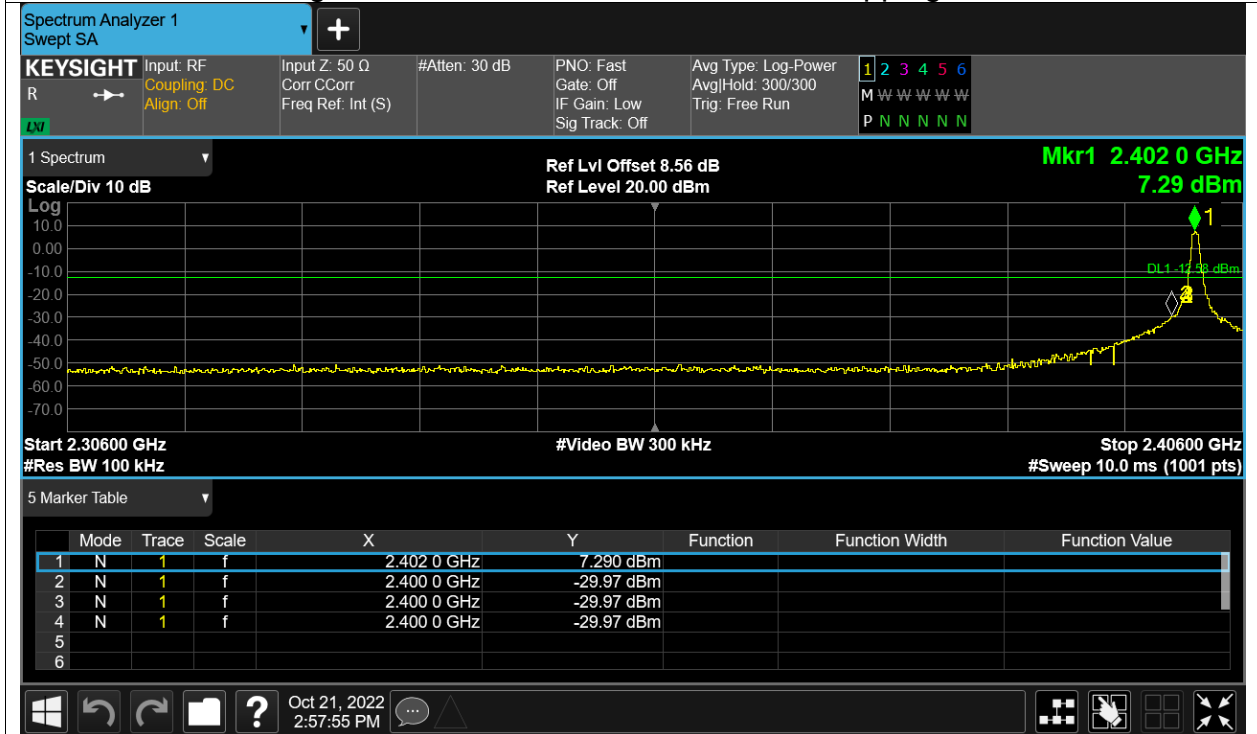 pping
Spectrum Analyzer 1
Swept SA
+
KEYSIGHT Input: RF Input Z: 50 Ω #Atten: 30 dB PNO: Fast Avg Type: Log-Power 1 2 3 4 5 6
R Coupling: DC Corr CCorr Gate: Off Avg|Hold: 300/300 M W W W W W
Align: Off Freq Ref: Int (S) IF Gain: Low Trig: Free Run
LXI Sig Track: Off P N N N N N
1 Spectrum Ref Lvl Offset 8.56 dB Mkr1 2.402 0 GHz
Scale/Div 10 dB Ref Level 20.00 dBm 7.29 dBm
Log
10.0 1
0.00
-10.0 DL1 -12.58 dBm
-20.0
-30.0
-40.0
-50.0
-60.0
-70.0
Start 2.30600 GHz #Video BW 300 kHz Stop 2.40600 GHz
#Res BW 100 kHz #Sweep 10.0 ms (1001 pts)
5 Marker Table
Mode Trace Scale X Y Function Function Width Function Value
1 N 1 f 2.402 0 GHz 7.290 dBm
2 N 1 f 2.400 0 GHz -29.97 dBm
3 N 1 f 2.400 0 GHz -29.97 dBm
4 N 1 f 2.400 0 GHz -29.97 dBm
5
6
? Oct 21, 2022
2:57:55 PM